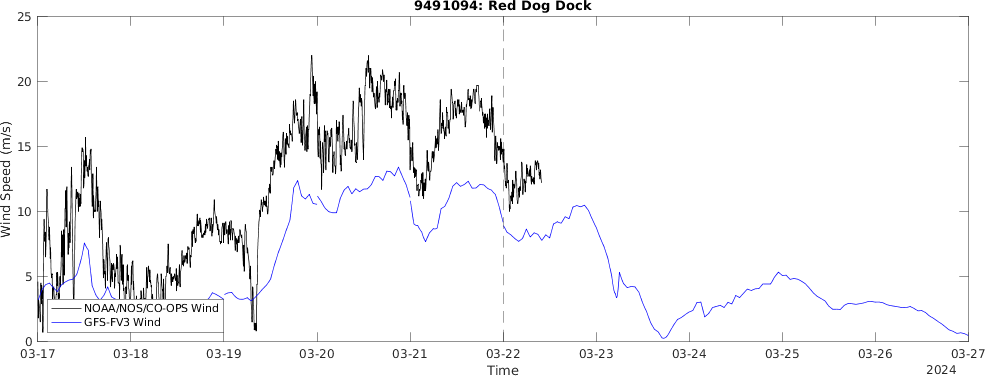 9491094: Red Dog Dock
25
20
15
10
5
0
Wind Speed (m/s)
NOAA/NOS/CO-OPS Wind
GFS-FV3 Wind
03-17 03-18 03-19 03-20 03-21 03-22 03-23 03-24 03-25 03-26 03-27
Time
2024